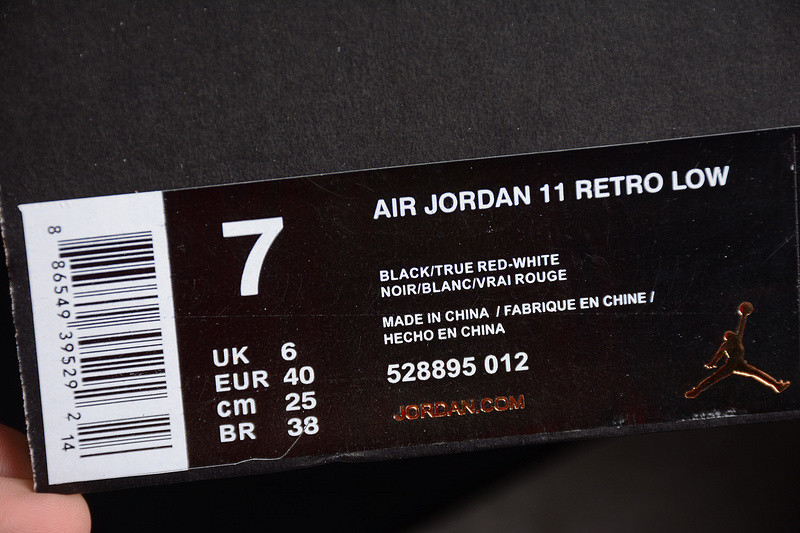 8 86549 39529 2 14
7
UK 6
EUR 40
cm 25
BR 38
AIR JORDAN 11 RETRO LOW
BLACK/TRUE RED-WHITE
NOIR/BLANC/VRAI ROUGE
MADE IN CHINA / FABRIQUE EN CHINE /
HECHO EN CHINA
528895 012
JORDAN.COM